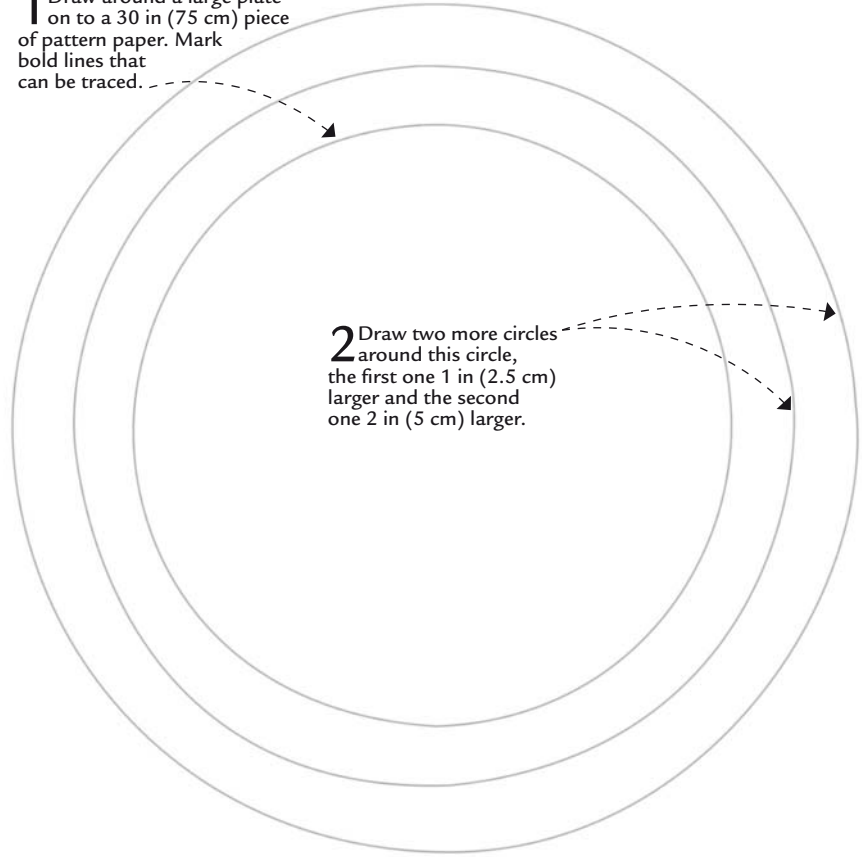 1 Draw around a large plate
on to a 30 in (75 cm) piece
of pattern paper. Mark
bold lines that
can be traced.
2 Draw two more circles
around this circle,
the first one 1 in (2.5 cm)
larger and the second
one 2 in (5 cm) larger.